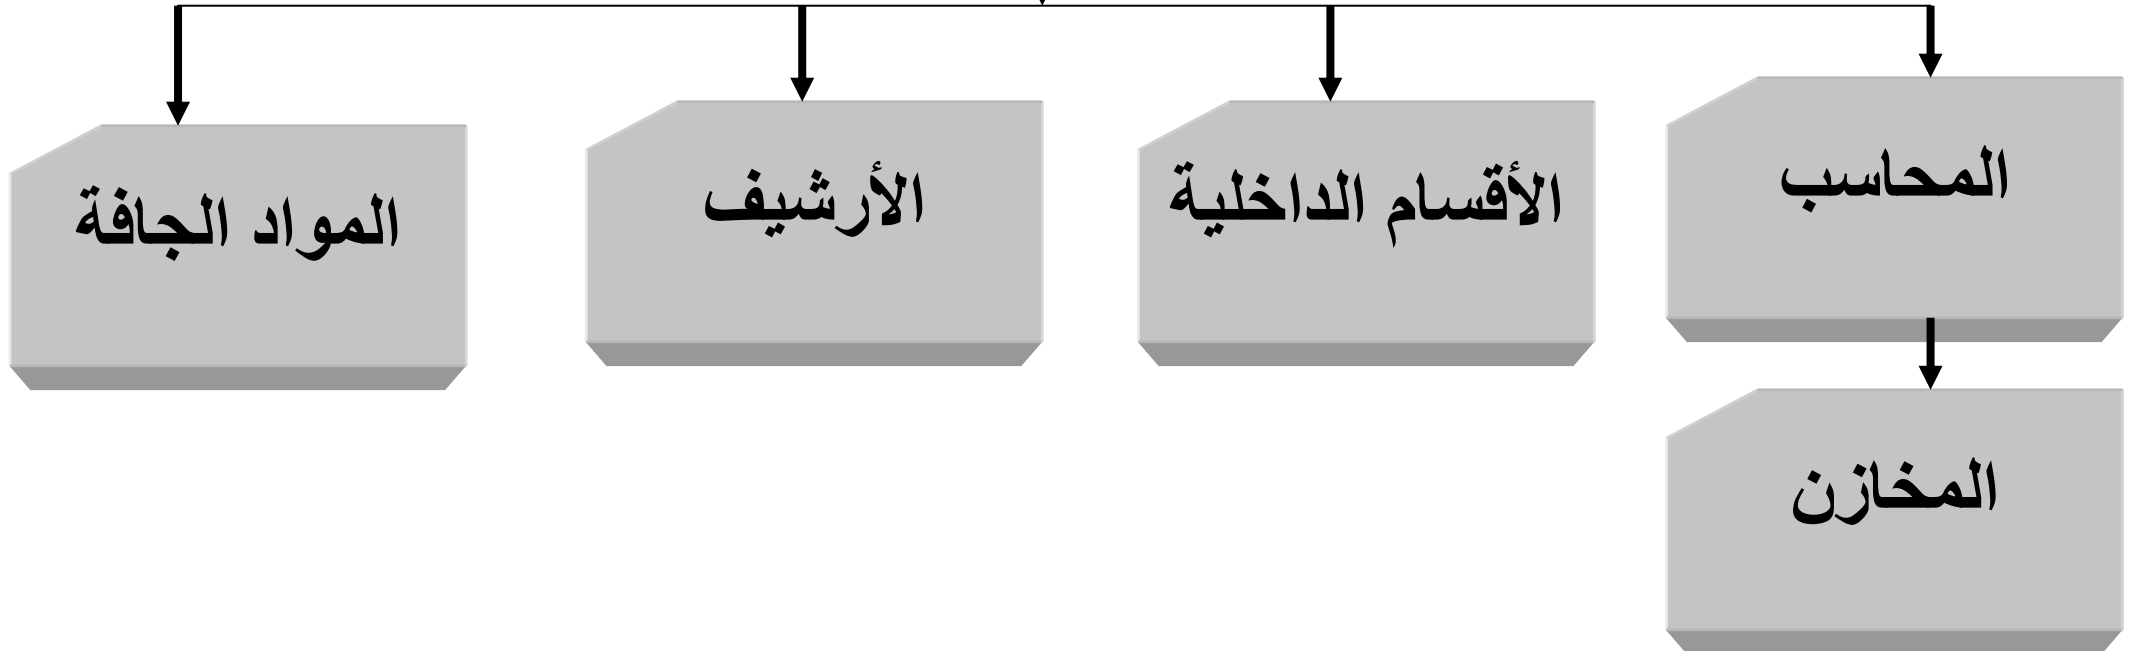 المحاسب
الأقسام الداخلية
الأرشيف
المواد الجافة
المخازن